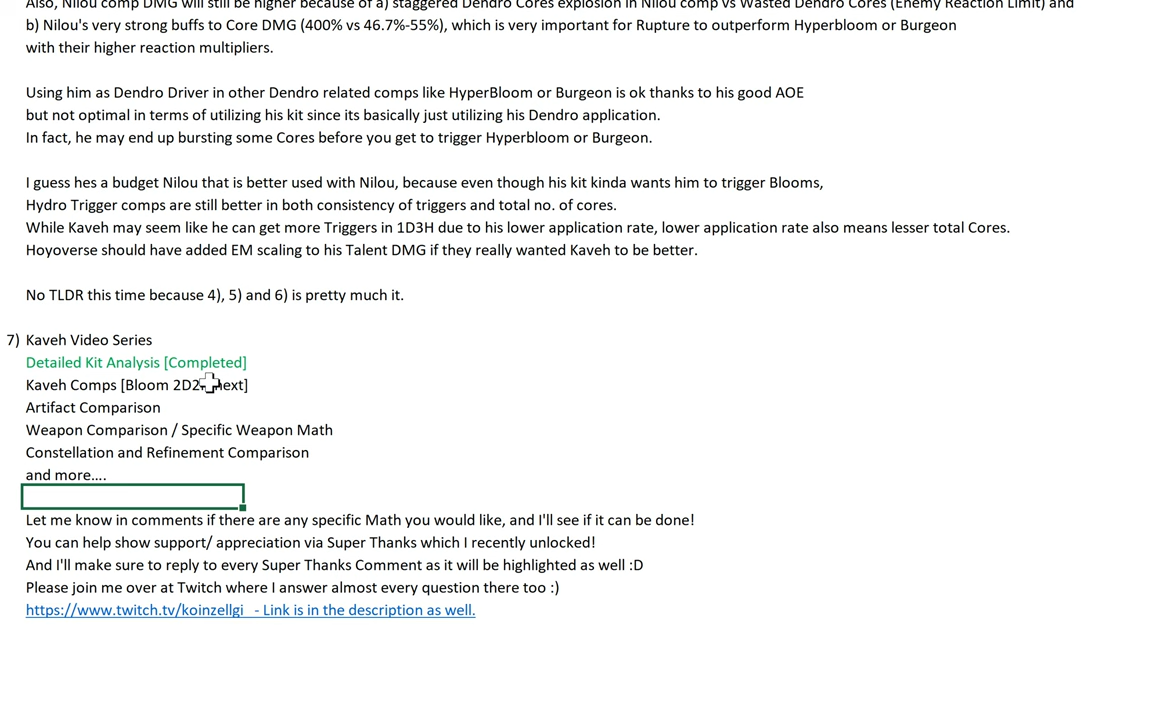 Also, Nilou comp DMG will still be higher because of a) staggered Dendro Cores explosion in Nilou comp vs Wasted Dendro Cores (Enemy Reaction Limit) and
b) Nilou's very strong buffs to Core DMG (400% vs 46.7%-55%), which is very important for Rupture to outperform Hyperbloom or Burgeon
with their higher reaction multipliers.
Using him as Dendro Driver in other Dendro related comps like HyperBloom or Burgeon is ok thanks to his good AOE
but not optimal in terms of utilizing his kit since its basically just utilizing his Dendro application.
In fact, he may end up bursting some Cores before you get to trigger Hyperbloom or Burgeon.
I guess hes a budget Nilou that is better used with Nilou, because even though his kit kinda wants him to trigger Blooms,
Hydro Trigger comps are still better in both consistency of triggers and total no. of cores.
While Kaveh may seem like he can get more Triggers in 1D3H due to his lower application rate, lower application rate also means lesser total Cores.
Hoyoverse should have added EM scaling to his Talent DMG if they really wanted Kaveh to be better.
No TLDR this time because 4), 5) and 6) is pretty much it.
7) Kaveh Video Series
Detailed Kit Analysis [Completed]
Kaveh Comps [Bloom
Artifact Comparison
Weapon Comparison / Specific Weapon Math
Constellation and Refinement Comparison
and more....
Let me know in comments if there are any specific Math you would like, and I'll see if it can be done!
You can help show support/ appreciation via Super Thanks which I recently unlocked!
And I'll make sure to reply to every Super Thanks Comment as it will be highlighted as well :D
Please join me over at Twitch where I answer almost every question there too :)
https://www.twitch.tv/koinzellgi - Link is in the description as well.